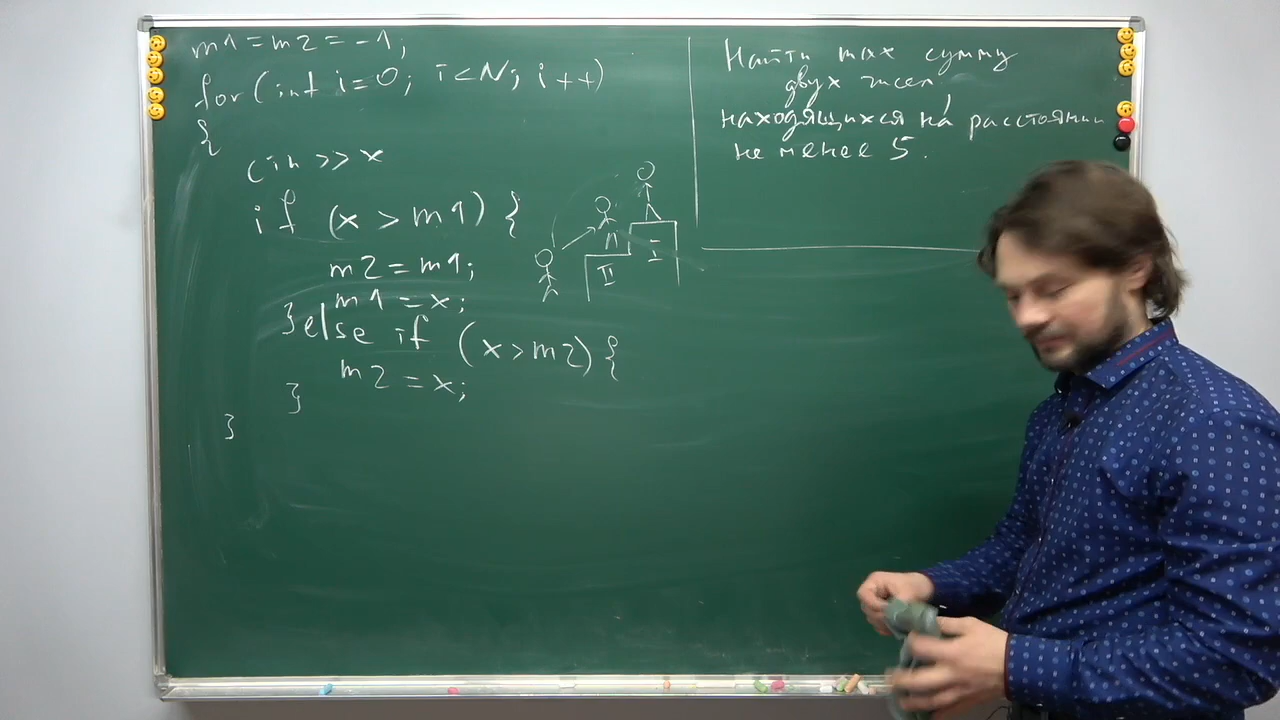 m1=m2=-1;
for(int i=0; i<N; i++)
{
cin >> x
if (x > m1) {
m2=m1;
m1=x;
}else if (x>m2) {
m2=x;
}
}
II
I
Найти max сумму
двух чисел,
находящихся на расстоянии
не менее 5.